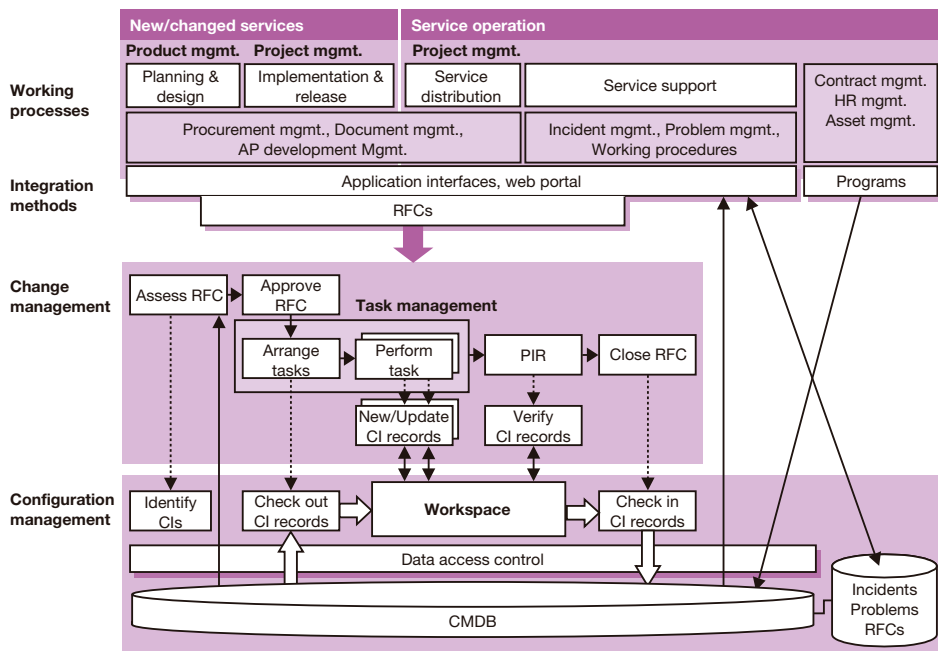 New/changed services
Service operation
Product mgmt.
Project mgmt.
Project mgmt.
Working
processes
Planning &
design
Implementation &
release
Service
distribution
Service support
Contract mgmt.
HR mgmt.
Asset mgmt.
Procurement mgmt., Document mgmt.,
AP development Mgmt.
Incident mgmt., Problem mgmt.,
Working procedures
Integration
methods
Application interfaces, web portal
Programs
RFCs
Change
management
Assess RFC
Approve
RFC
Task management
Arrange
tasks
Perform
task
PIR
Close RFC
New/Update
CI records
Verify
CI records
Configuration
management
Identify
CIs
Check out
CI records
Workspace
Check in
CI records
Data access control
CMDB
Incidents
Problems
RFCs